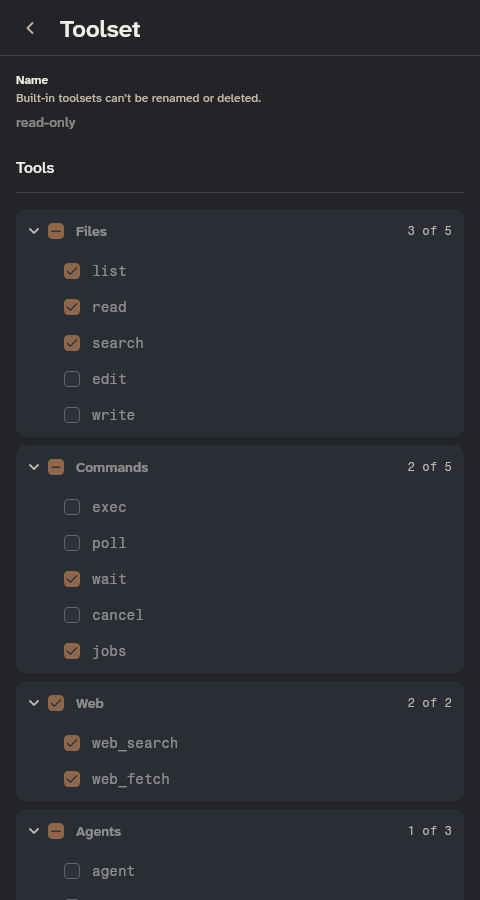 Toolset
Name
Built-in toolsets can't be renamed or deleted.
read-only
Tools
Files 3 of 5
list
read
search
edit
write
Commands 2 of 5
exec
poll
wait
cancel
jobs
Web 2 of 2
web_search
web_fetch
Agents 1 of 3
agent